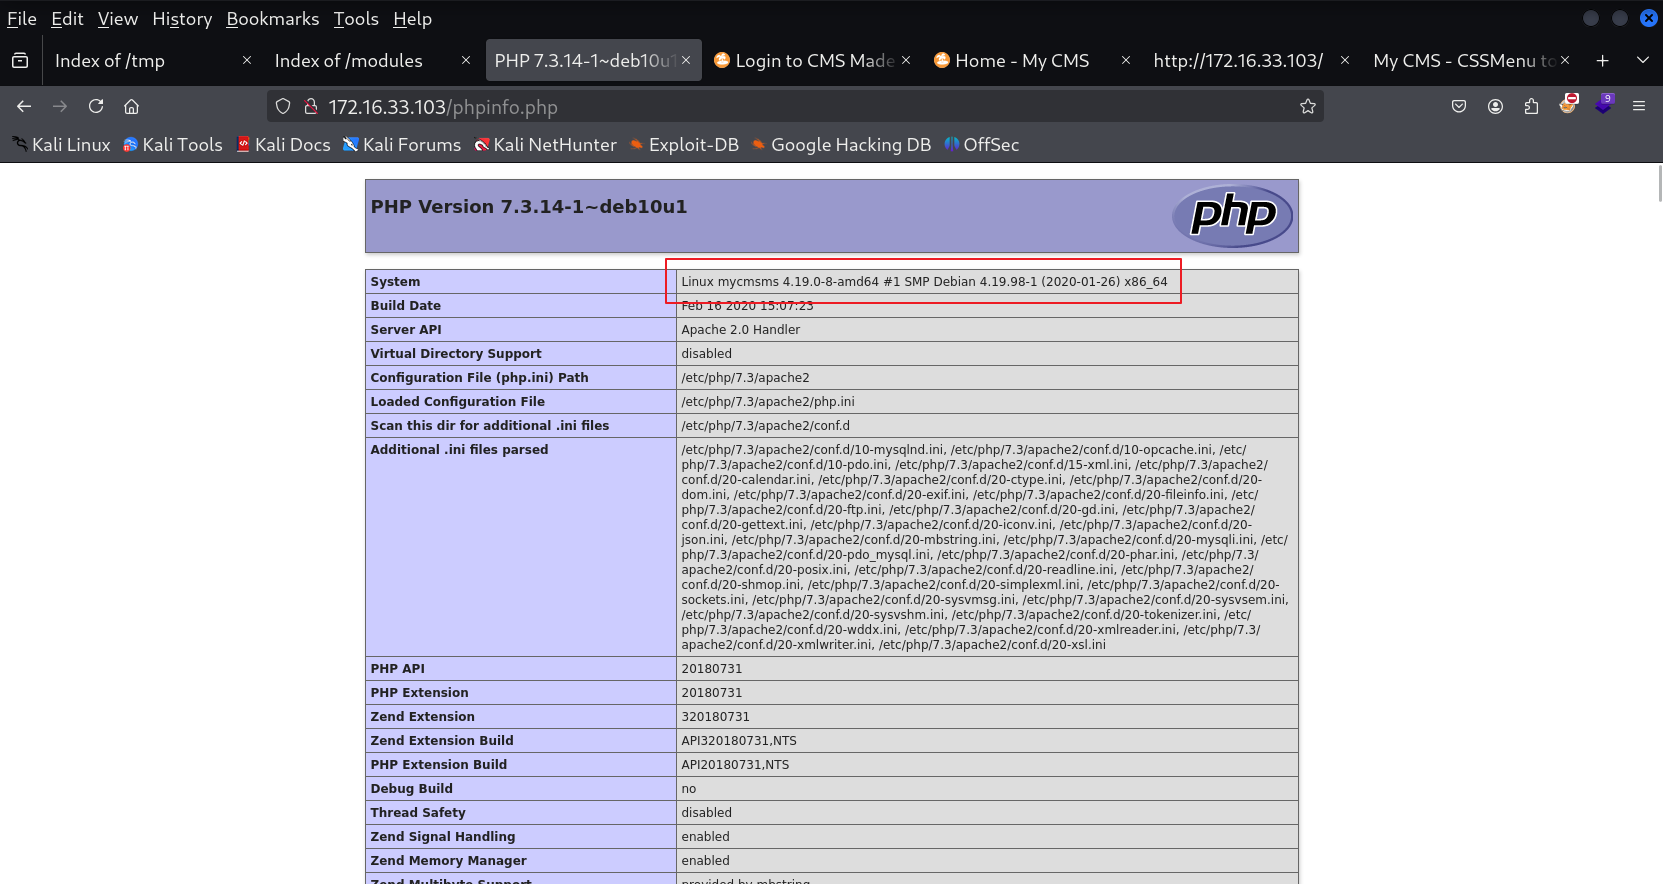 File Edit View History Bookmarks Tools Help
Index of /tmp
Index of /modules
PHP 7.3.14-1~deb10u1
Login to CMS Made
Home - My CMS
http://172.16.33.103/
My CMS - CSSMenu to
172.16.33.103/phpinfo.php
9
Kali Linux Kali Tools Kali Docs Kali Forums Kali NetHunter Exploit-DB Google Hacking DB OffSec
PHP Version 7.3.14-1~deb10u1
php
System Linux mycmsms 4.19.0-8-amd64 #1 SMP Debian 4.19.98-1 (2020-01-26) x86_64
Build Date Feb 16 2020 15:07:23
Server API Apache 2.0 Handler
Virtual Directory Support disabled
Configuration File (php.ini) Path /etc/php/7.3/apache2
Loaded Configuration File /etc/php/7.3/apache2/php.ini
Scan this dir for additional .ini files /etc/php/7.3/apache2/conf.d
Additional .ini files parsed /etc/php/7.3/apache2/conf.d/10-mysqlnd.ini, /etc/php/7.3/apache2/conf.d/10-opcache.ini, /etc/
php/7.3/apache2/conf.d/10-pdo.ini, /etc/php/7.3/apache2/conf.d/15-xml.ini, /etc/php/7.3/apache2/
conf.d/20-calendar.ini, /etc/php/7.3/apache2/conf.d/20-ctype.ini, /etc/php/7.3/apache2/conf.d/20-
dom.ini, /etc/php/7.3/apache2/conf.d/20-exif.ini, /etc/php/7.3/apache2/conf.d/20-fileinfo.ini, /etc/
php/7.3/apache2/conf.d/20-ftp.ini, /etc/php/7.3/apache2/conf.d/20-gd.ini, /etc/php/7.3/apache2/
conf.d/20-gettext.ini, /etc/php/7.3/apache2/conf.d/20-iconv.ini, /etc/php/7.3/apache2/conf.d/20-
json.ini, /etc/php/7.3/apache2/conf.d/20-mbstring.ini, /etc/php/7.3/apache2/conf.d/20-mysqli.ini, /etc/
php/7.3/apache2/conf.d/20-pdo_mysql.ini, /etc/php/7.3/apache2/conf.d/20-phar.ini, /etc/php/7.3/
apache2/conf.d/20-posix.ini, /etc/php/7.3/apache2/conf.d/20-readline.ini, /etc/php/7.3/apache2/
conf.d/20-shmop.ini, /etc/php/7.3/apache2/conf.d/20-simplexml.ini, /etc/php/7.3/apache2/conf.d/20-
sockets.ini, /etc/php/7.3/apache2/conf.d/20-sysvmsg.ini, /etc/php/7.3/apache2/conf.d/20-sysvsem.ini,
/etc/php/7.3/apache2/conf.d/20-sysvshm.ini, /etc/php/7.3/apache2/conf.d/20-tokenizer.ini, /etc/
php/7.3/apache2/conf.d/20-wddx.ini, /etc/php/7.3/apache2/conf.d/20-xmlreader.ini, /etc/php/7.3/
apache2/conf.d/20-xmlwriter.ini, /etc/php/7.3/apache2/conf.d/20-xsl.ini
PHP API 20180731
PHP Extension 20180731
Zend Extension 320180731
Zend Extension Build API320180731,NTS
PHP Extension Build API20180731,NTS
Debug Build no
Thread Safety disabled
Zend Signal Handling enabled
Zend Memory Manager enabled
Zend Multibyte Support provided by mbstring